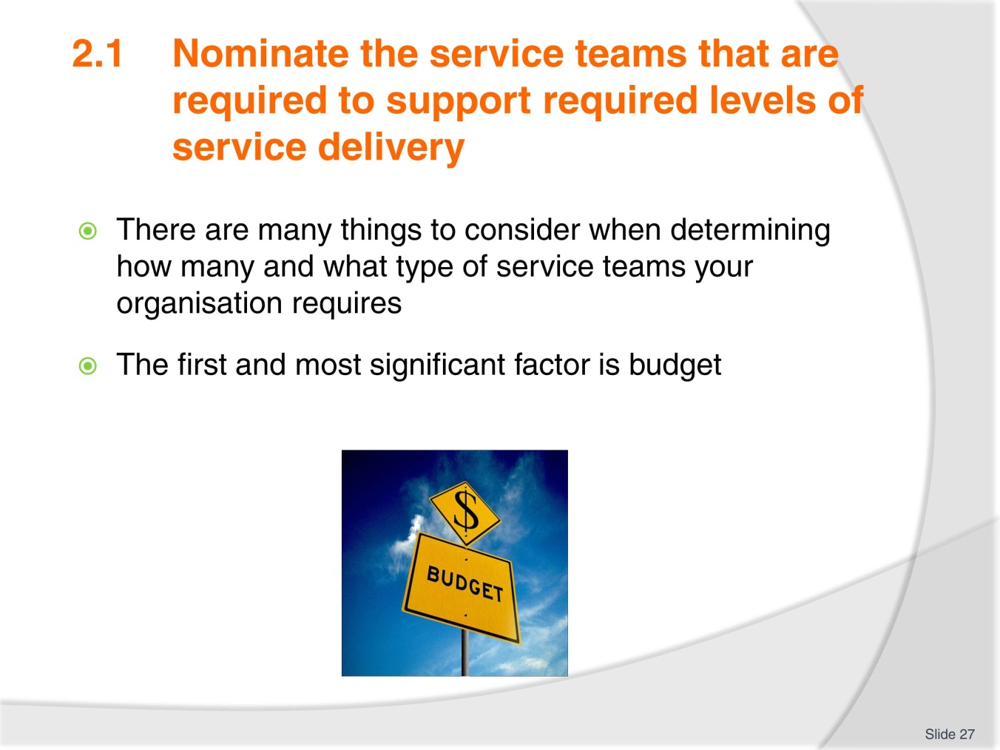 2.1 Nominate the service teams that are
required to support required levels of
service delivery
There are many things to consider when determining
how many and what type of service teams your
organisation requires
The first and most significant factor is budget
$
BUDGET
Slide 27